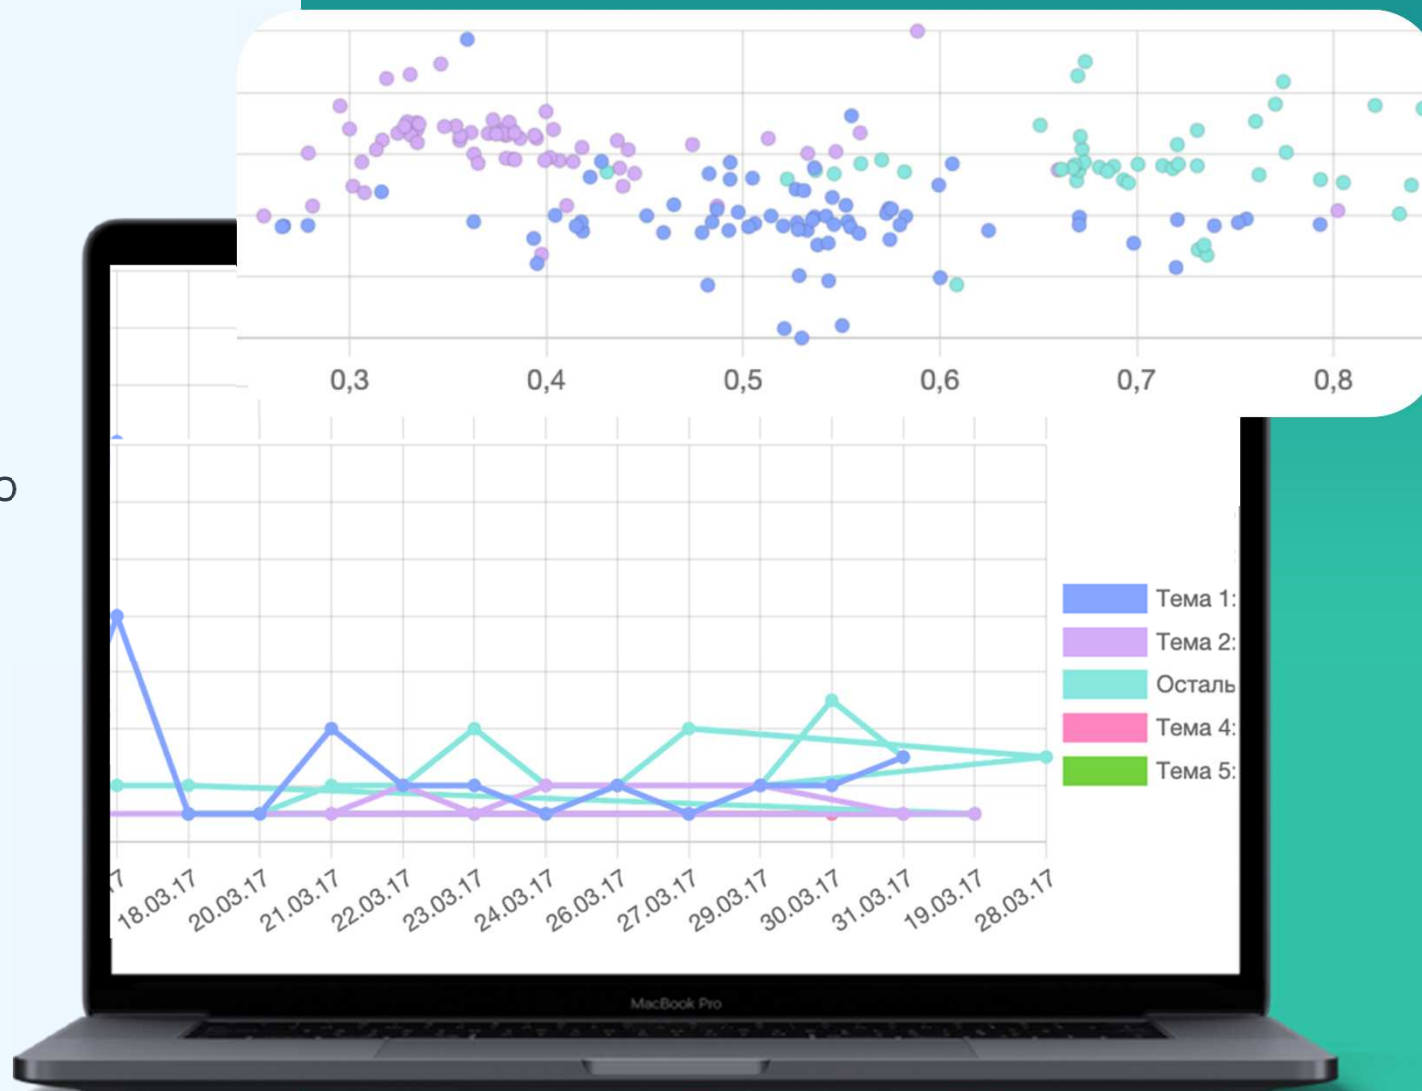 0,3 0,4 0,5 0,6 0,7 0,8
о
Тема 1:
Тема 2:
Осталь
Тема 4:
Тема 5:
7 18.03.17 20.03.17 21.03.17 22.03.17 23.03.17 24.03.17 26.03.17 27.03.17 29.03.17 30.03.17 31.03.17 19.03.17 28.03.17
MacBook Pro